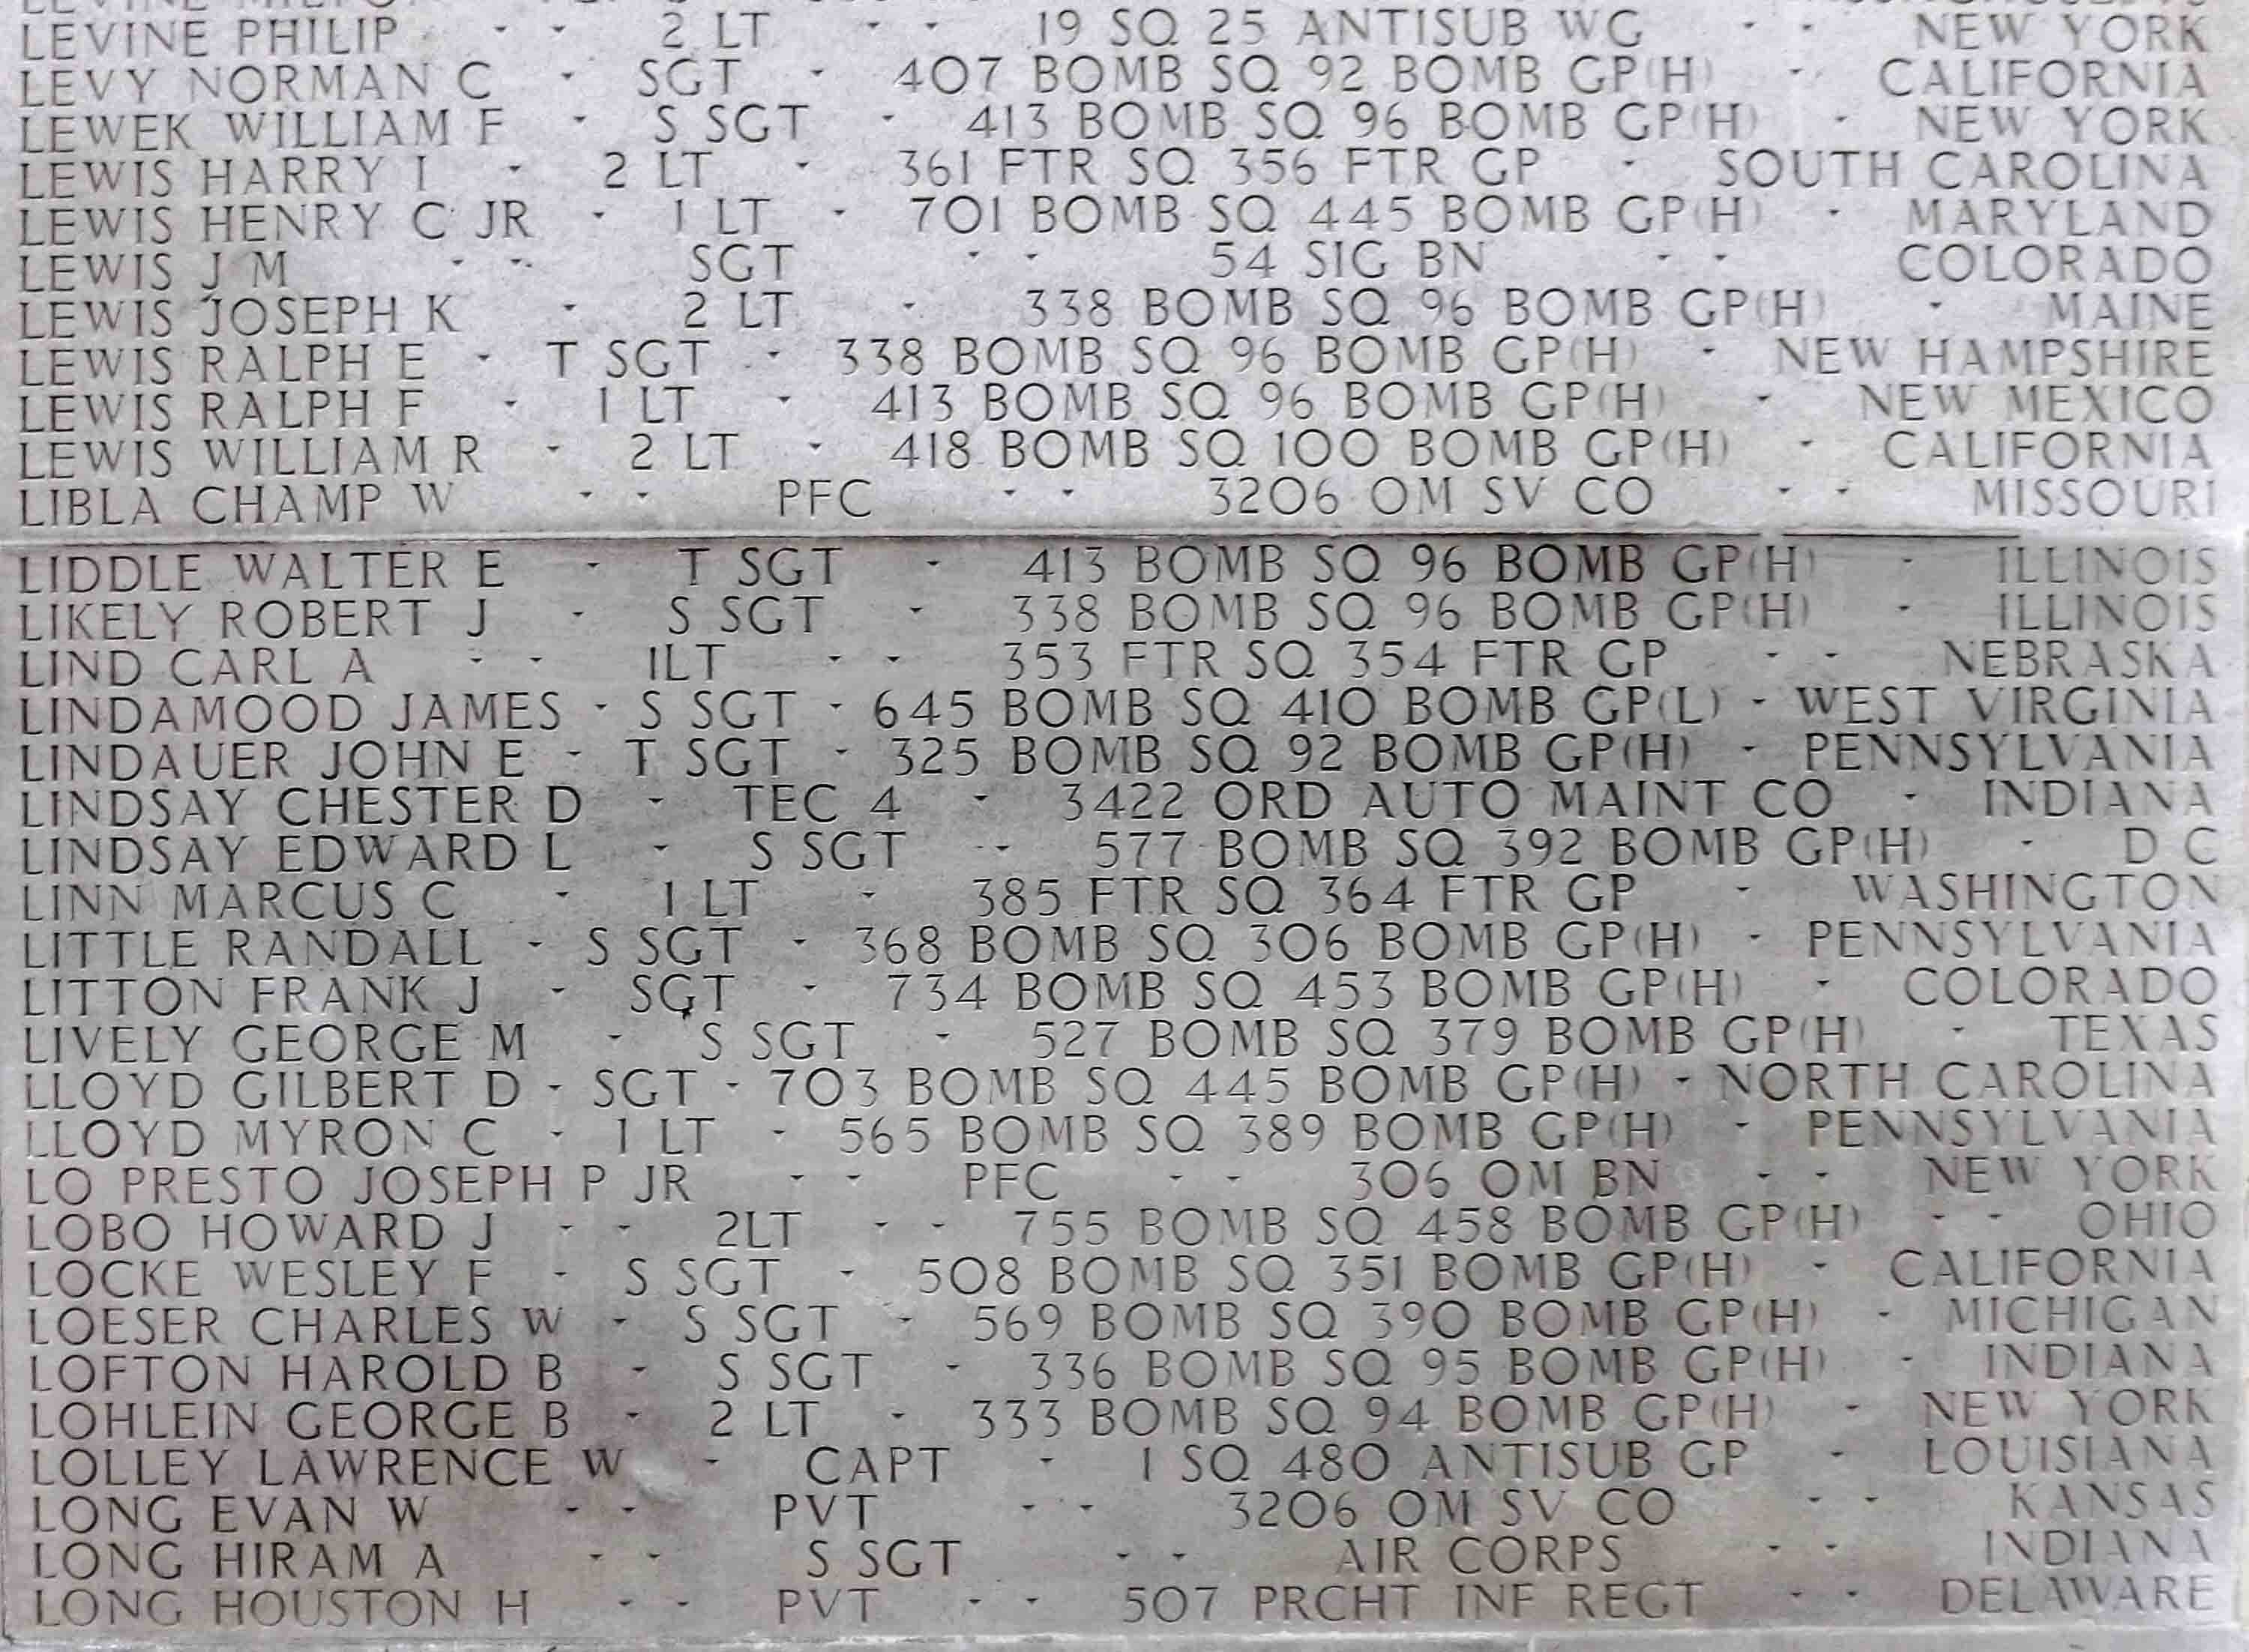 LEVINE PHILIP - - 2 LT - - 19 SQ 25 ANTISUB WG - - NEW YORK
LEVY NORMAN C - SGT - 407 BOMB SQ 92 BOMB GP(H) - CALIFORNIA
LEWEK WILLIAM F - S SGT - 413 BOMB SQ 96 BOMB GP(H) - NEW YORK
LEWIS HARRY I - 2 LT - 361 FTR SQ 356 FTR GP - SOUTH CAROLINA
LEWIS HENRY C JR - 1 LT - 701 BOMB SQ 445 BOMB GP(H) - MARYLAND
LEWIS J M - - SGT - - 54 SIG BN - - COLORADO
LEWIS JOSEPH K - 2 LT - 338 BOMB SQ 96 BOMB GP(H) - MAINE
LEWIS RALPH E - T SGT - 338 BOMB SQ 96 BOMB GP(H) - NEW HAMPSHIRE
LEWIS RALPH F - 1 LT - 413 BOMB SQ 96 BOMB GP(H) - NEW MEXICO
LEWIS WILLIAM R - 2 LT - 418 BOMB SQ 100 BOMB GP(H) - CALIFORNIA
LIBLA CHAMP W - - PFC - - 3206 QM SV CO - - MISSOURI
LIDDLE WALTER E - T SGT - 413 BOMB SQ 96 BOMB GP(H) - ILLINOIS
LIKELY ROBERT J - S SGT - 338 BOMB SQ 96 BOMB GP(H) - ILLINOIS
LIND CARL A - - 1LT - - 353 FTR SQ 354 FTR GP - - NEBRASKA
LINDAMOOD JAMES - S SGT - 645 BOMB SQ 410 BOMB GP(L) - WEST VIRGINIA
LINDAUER JOHN E - T SGT - 325 BOMB SQ 92 BOMB GP(H) - PENNSYLVANIA
LINDSAY CHESTER D - TEC 4 - 3422 ORD AUTO MAINT CO - INDIANA
LINDSAY EDWARD L - S SGT - 577 BOMB SQ 392 BOMB GP(H) - D C
LINN MARCUS C - 1 LT - 385 FTR SQ 364 FTR GP - WASHINGTON
LITTLE RANDALL - S SGT - 368 BOMB SQ 306 BOMB GP(H) - PENNSYLVANIA
LITTON FRANK J - SGT - 734 BOMB SQ 453 BOMB GP(H) - COLORADO
LIVELY GEORGE M - S SGT - 527 BOMB SQ 379 BOMB GP(H) - TEXAS
LLOYD GILBERT D - SGT - 703 BOMB SQ 445 BOMB GP(H) - NORTH CAROLINA
LLOYD MYRON C - 1 LT - 565 BOMB SQ 389 BOMB GP(H) - PENNSYLVANIA
LO PRESTO JOSEPH P JR - - PFC - - 306 QM BN - - NEW YORK
LOBO HOWARD J - - 2LT - - 755 BOMB SQ 458 BOMB GP(H) - - OHIO
LOCKE WESLEY F - S SGT - 508 BOMB SQ 351 BOMB GP(H) - CALIFORNIA
LOESER CHARLES W - S SGT - 569 BOMB SQ 390 BOMB GP(H) - MICHIGAN
LOFTON HAROLD B - S SGT - 336 BOMB SQ 95 BOMB GP(H) - INDIANA
LOHLEIN GEORGE B - 2 LT - 333 BOMB SQ 94 BOMB GP(H) - NEW YORK
LOLLEY LAWRENCE W - CAPT - 1 SQ 480 ANTISUB GP - LOUISIANA
LONG EVAN W - - PVT - - 3206 QM SV CO - - KANSAS
LONG HIRAM A - - S SGT - - AIR CORPS - - INDIANA
LONG HOUSTON H - - PVT - - 507 PRCHT INF REGT - - DELAWARE